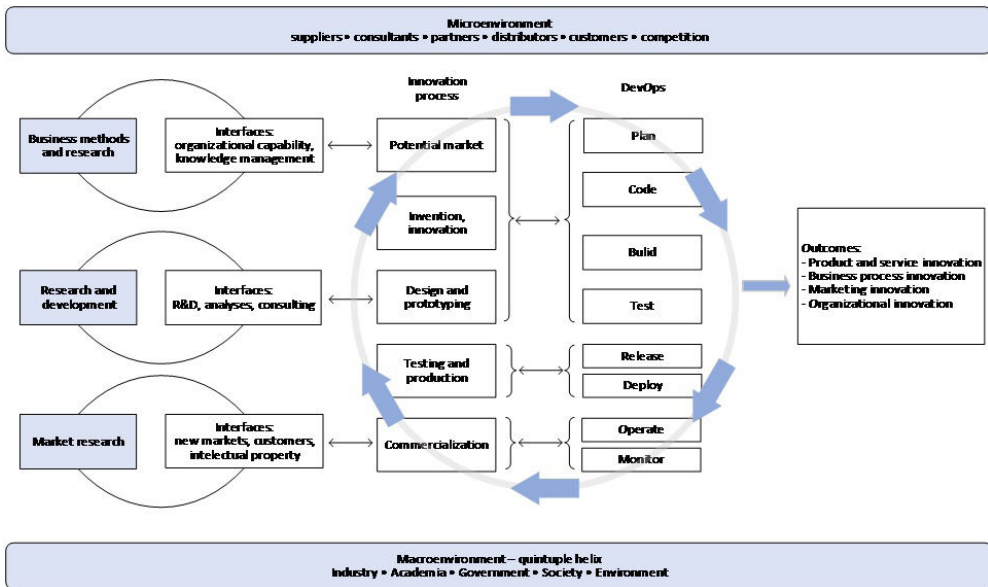 Microenvironment
suppliers • consultants • partners • distributors • customers • competition
Innovation
process
DevOps
Business methods
and research
Interfaces:
organizational capability,
knowledge management
Potential market
Plan
Code
Invention,
innovation
Bulid
Outcomes:
- Product and service innovation
- Business process innovation
- Marketing innovation
- Organizational innovation
Research and
development
Interfaces:
R&D, analyses, consulting
Design and
prototyping
Test
Testing and
production
Release
Deploy
Market research
Interfaces:
new markets, customers,
intelectual property
Commercialization
Operate
Monitor
Macroenvironment – quintuple helix
Industry • Academia • Government • Society • Environment